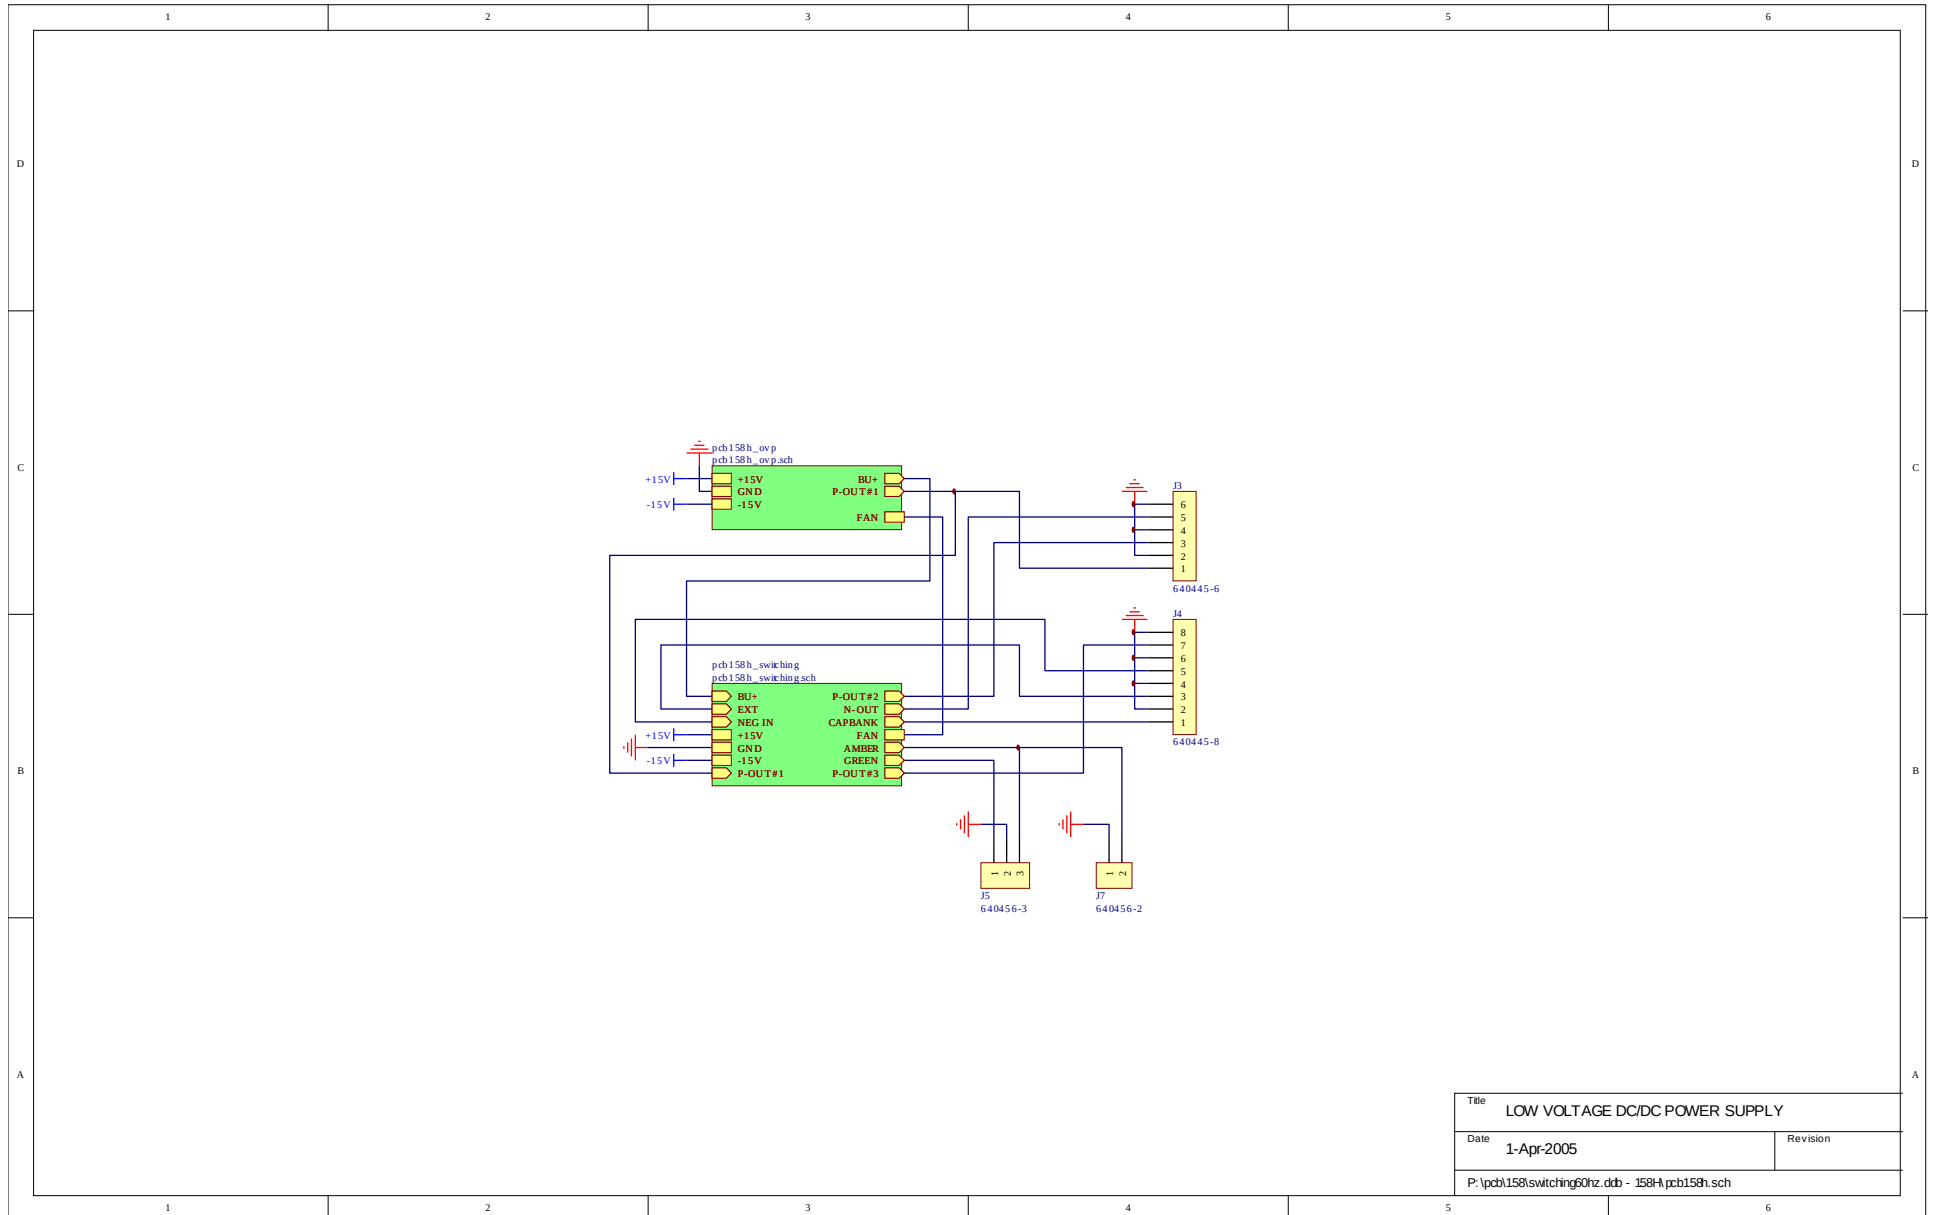 1 2 3 4 5 6
D D
C C
B B
A A
pcb158h_ovp
pcb158h_ovp.sch
+15V +15V BU+
GND P-OUT#1
-15V -15V
FAN
J3
6
5
4
3
2
1
640445-6
J4
8
7
6
5
4
3
2
1
640445-8
pcb158h_switching
pcb158h_switching.sch
BU+ P-OUT#2
EXT N-OUT
NEG IN CAPBANK
+15V +15V FAN
GND AMBER
-15V -15V GREEN
P-OUT#1 P-OUT#3
1 2 3
J5
640456-3
1 2
J7
640456-2
Title LOW VOLTAGE DC/DC POWER SUPPLY
Date 1-Apr-2005 Revision
P:\pcb\158\switching60hz.ddb - 158H\pcb158h.sch
1 2 3 4 5 6